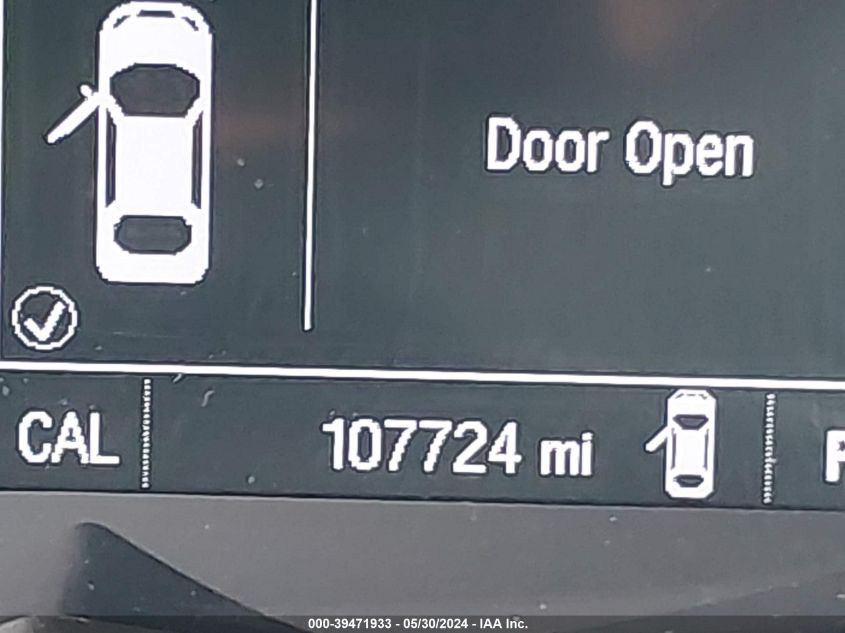 Door Open
CAL 107724 mi
000-39471933 - 05/30/2024 - IAA Inc.